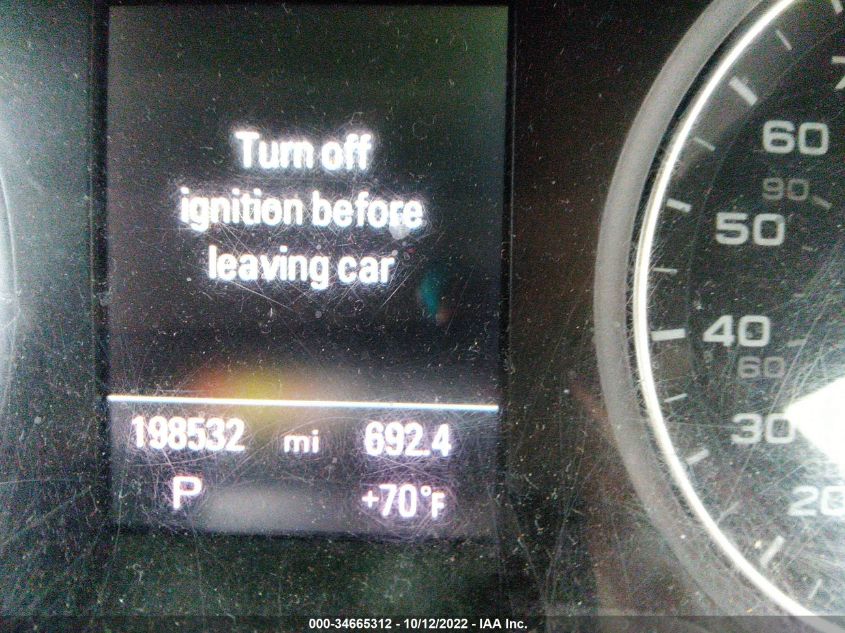 Turn off
ignition before
leaving car
198532 mi 692.4
P +70°F
60
90
50
40
60
30
20
000-34665312 - 10/12/2022 - IAA Inc.